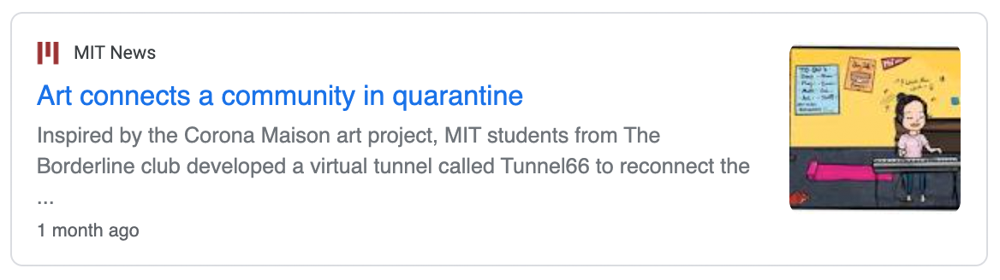 MIT News
Art connects a community in quarantine
Inspired by the Corona Maison art project, MIT students from The
Borderline club developed a virtual tunnel called Tunnel66 to reconnect the
...
1 month ago